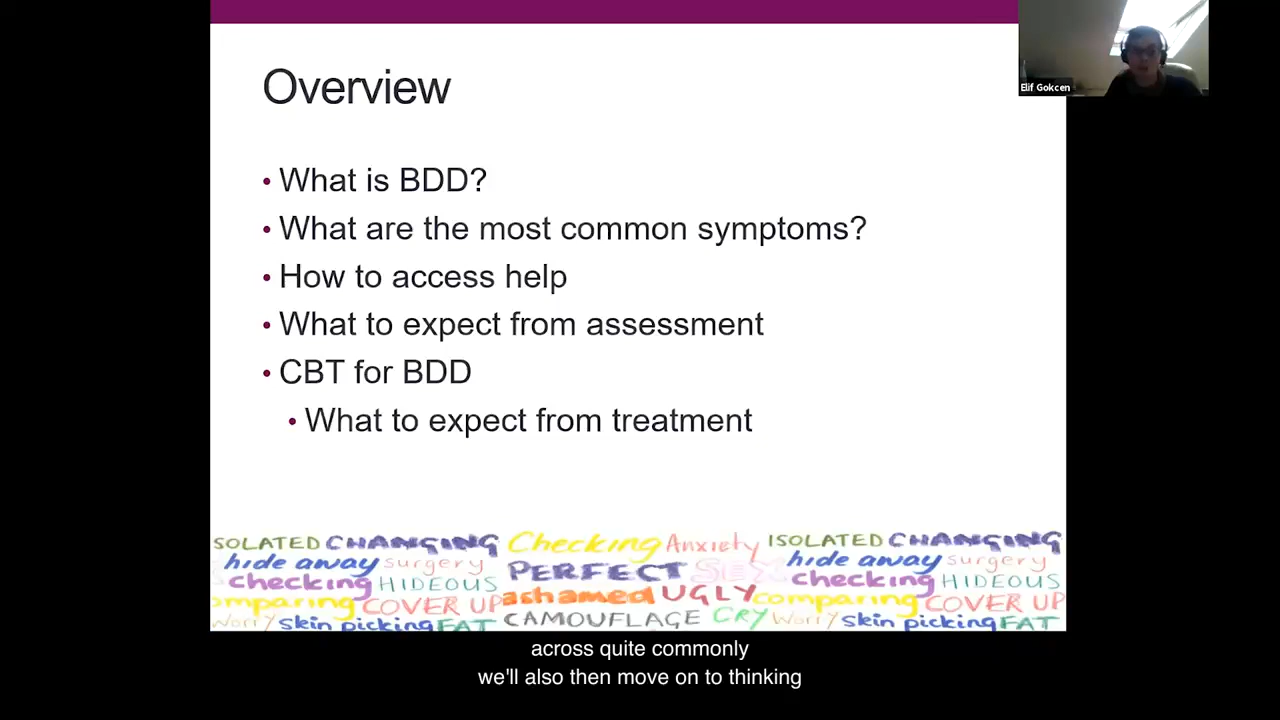 Overview
Elif Gokcen
• What is BDD?
• What are the most common symptoms?
• How to access help
• What to expect from assessment
• CBT for BDD
• What to expect from treatment
SOLATED CHANGING Checking Anxiety ISOLATED CHANGING
hide away surgery PERFECT hide away surgery
checking HIDEOUS checking HIDEOUS
omparing COVER UP ashamed UGLY comparing COVER UP
Worry skin picking FAT CAMOUFLAGE CRY Worry skin picking FAT
across quite commonly
we'll also then move on to thinking